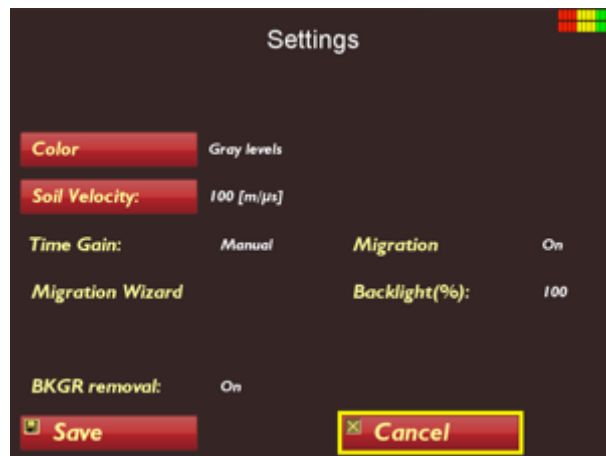 Settings
Color Gray levels
Soil Velocity: 100 [m/µs]
Time Gain: Manual Migration On
Migration Wizard Backlight(%): 100
BKGR removal: On
Save Cancel